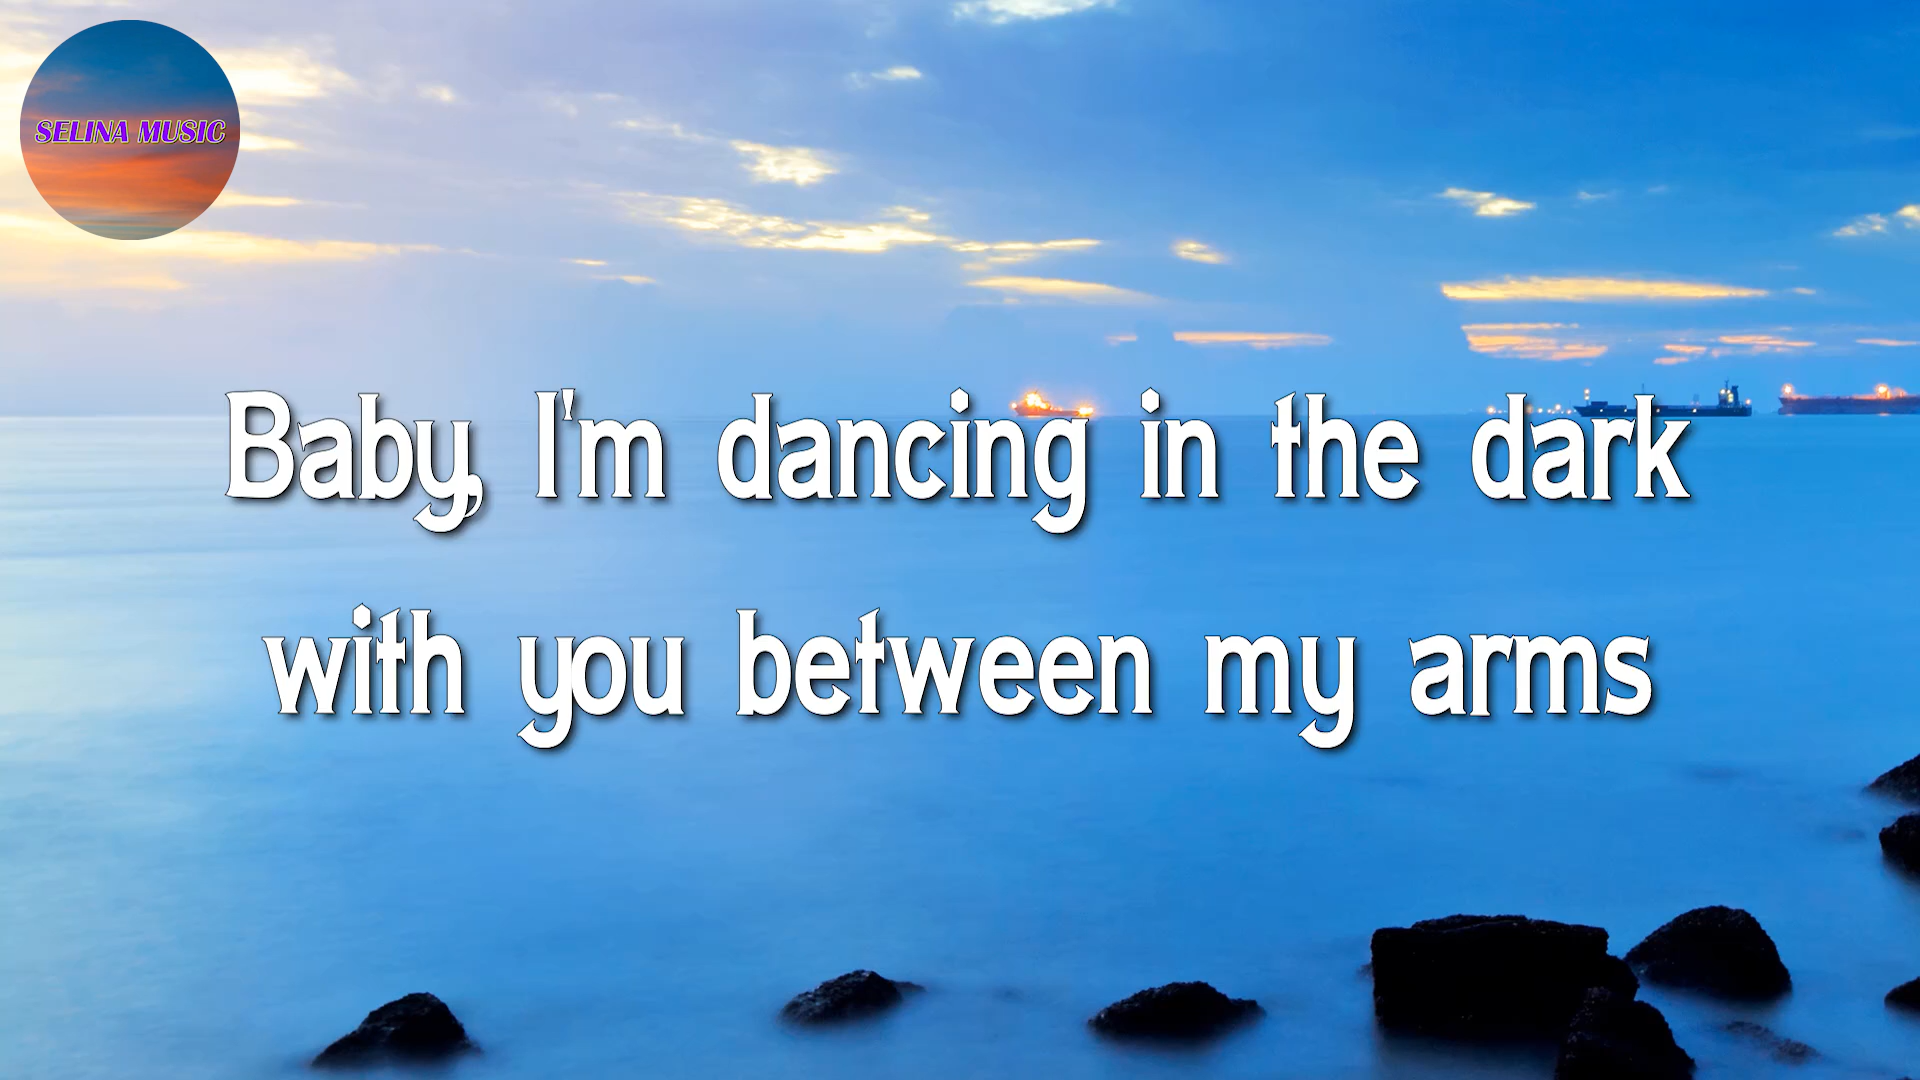 SELINA MUSIC
Baby, I'm dancing in the dark
with you between my arms